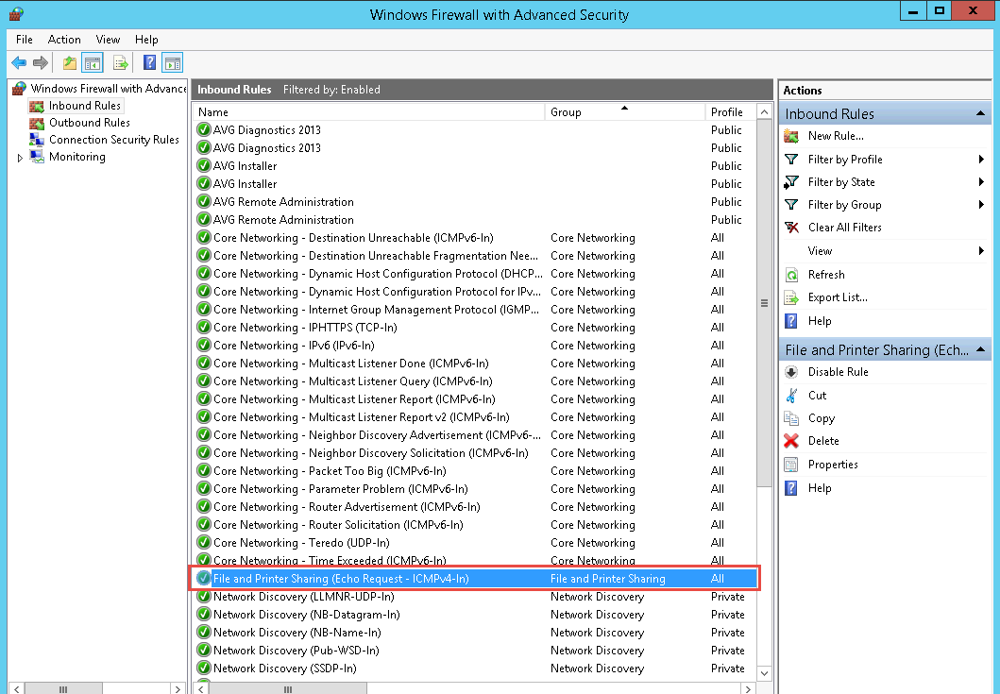 Windows Firewall with Advanced Security
File Action View Help
Windows Firewall with Advance
Inbound Rules
Outbound Rules
Connection Security Rules
Monitoring
Inbound Rules Filtered by: Enabled
Name Group Profile
AVG Diagnostics 2013 Public
AVG Diagnostics 2013 Public
AVG Installer Public
AVG Installer Public
AVG Remote Administration Public
AVG Remote Administration Public
Core Networking - Destination Unreachable (ICMPv6-In) Core Networking All
Core Networking - Destination Unreachable Fragmentation Nee... Core Networking All
Core Networking - Dynamic Host Configuration Protocol (DHCP... Core Networking All
Core Networking - Dynamic Host Configuration Protocol for IPv... Core Networking All
Core Networking - Internet Group Management Protocol (IGMP... Core Networking All
Core Networking - IPHTTPS (TCP-In) Core Networking All
Core Networking - IPv6 (IPv6-In) Core Networking All
Core Networking - Multicast Listener Done (ICMPv6-In) Core Networking All
Core Networking - Multicast Listener Query (ICMPv6-In) Core Networking All
Core Networking - Multicast Listener Report (ICMPv6-In) Core Networking All
Core Networking - Multicast Listener Report v2 (ICMPv6-In) Core Networking All
Core Networking - Neighbor Discovery Advertisement (ICMPv6-... Core Networking All
Core Networking - Neighbor Discovery Solicitation (ICMPv6-In) Core Networking All
Core Networking - Packet Too Big (ICMPv6-In) Core Networking All
Core Networking - Parameter Problem (ICMPv6-In) Core Networking All
Core Networking - Router Advertisement (ICMPv6-In) Core Networking All
Core Networking - Router Solicitation (ICMPv6-In) Core Networking All
Core Networking - Teredo (UDP-In) Core Networking All
Core Networking - Time Exceeded (ICMPv6-In) Core Networking All
File and Printer Sharing (Echo Request - ICMPv4-In) File and Printer Sharing All
Network Discovery (LLMNR-UDP-In) Network Discovery Private
Network Discovery (NB-Datagram-In) Network Discovery Private
Network Discovery (NB-Name-In) Network Discovery Private
Network Discovery (Pub-WSD-In) Network Discovery Private
Network Discovery (SSDP-In) Network Discovery Private
Actions
Inbound Rules
New Rule...
Filter by Profile
Filter by State
Filter by Group
Clear All Filters
View
Refresh
Export List...
Help
File and Printer Sharing (Ech...
Disable Rule
Cut
Copy
Delete
Properties
Help